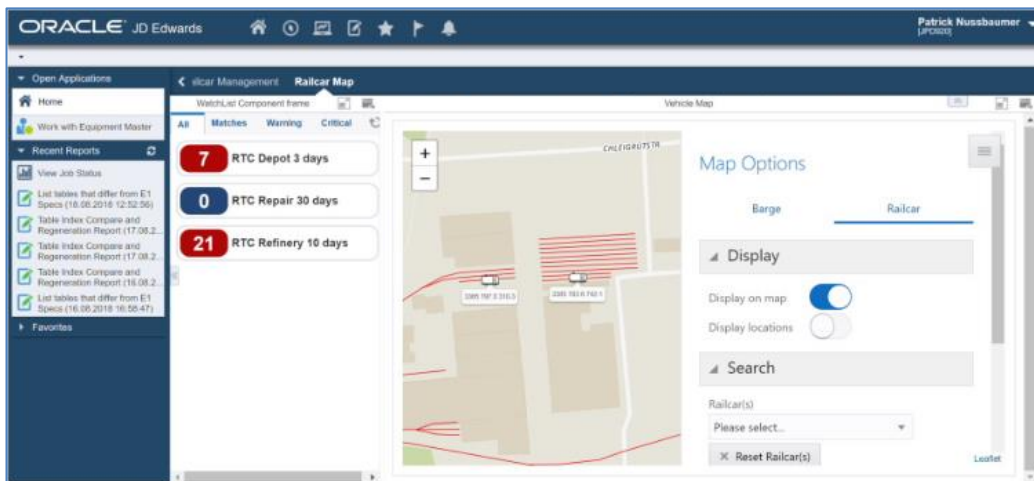 ORACLE JD Edwards
Patrick Nussbaumer
[JPD920]
Open Applications
Home
Work with Equipment Master
Recent Reports
View Job Status
List tables that differ from E1
Specs (18.08.2018 12:52:56)
Table Index Compare and
Regeneration Report (17.08.2...
Table Index Compare and
Regeneration Report (17.08.2...
Table Index Compare and
Regeneration Report (16.08.2...
List tables that differ from E1
Specs (16.08.2018 16:56:47)
Favorites
ilcar Management Railcar Map
WatchList Component frame
Vehicle Map
All Matches Warning Critical
7 RTC Depot 3 days
0 RTC Repair 30 days
21 RTC Refinery 10 days
+
−
Map Options
Barge Railcar
Display
Display on map
Display locations
Search
Railcar(s)
Please select...
Reset Railcar(s)
Leaflet